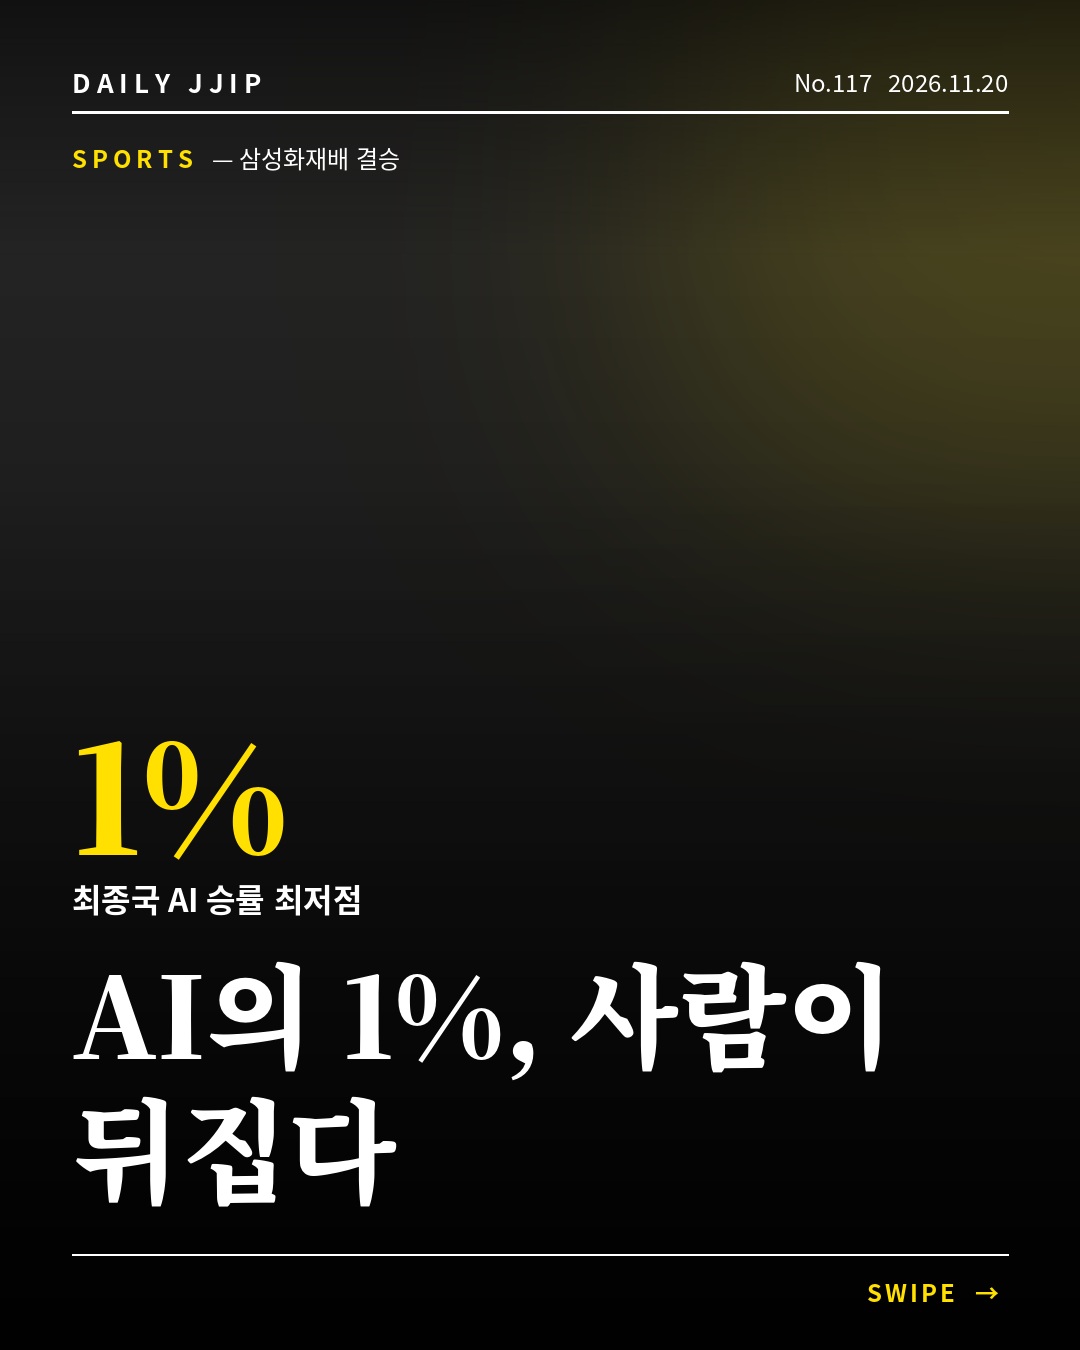 DAILY JJIP No.117 2026.11.20
SPORTS — 삼성화재배 결승
1%
최종국 AI 승률 최저점
AI의 1%, 사람이
뒤집다
SWIPE →